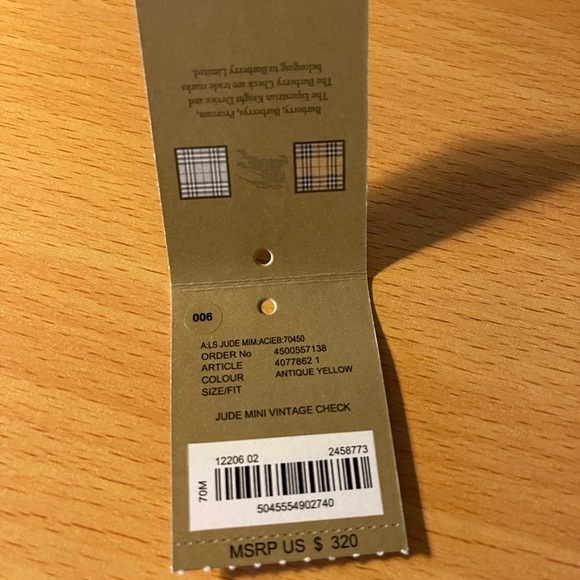 Burberry, Burberrys, Prorsum,
The Equestrian Knight Device and
The Burberry Check are trade marks
belonging to Burberry Limited.
006
A:LS JUDE MIM:ACIEB:70450
ORDER No 4500557138
ARTICLE 4077862 1
COLOUR ANTIQUE YELLOW
SIZE/FIT
JUDE MINI VINTAGE CHECK
12206 02 2458773
70M
5045554902740
MSRP US $ 320